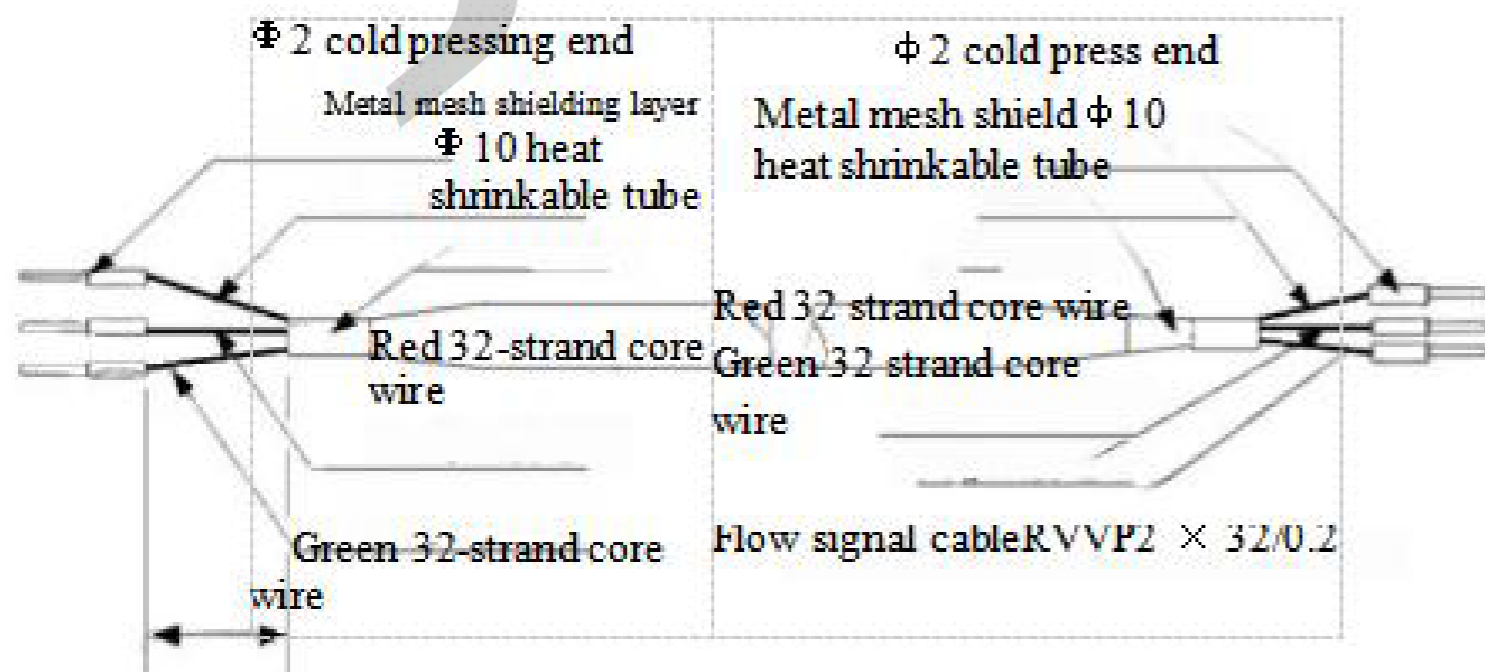 Φ 2 cold pressing end
Metal mesh shielding layer
Φ 10 heat
shrinkable tube
Red 32-strand core
wire
Green 32-strand core
wire
Φ 2 cold press end
Metal mesh shield Φ 10
heat shrinkable tube
Red 32 strand core wire
Green 32 strand core
wire
Flow signal cableRVVP2 × 32/0.2